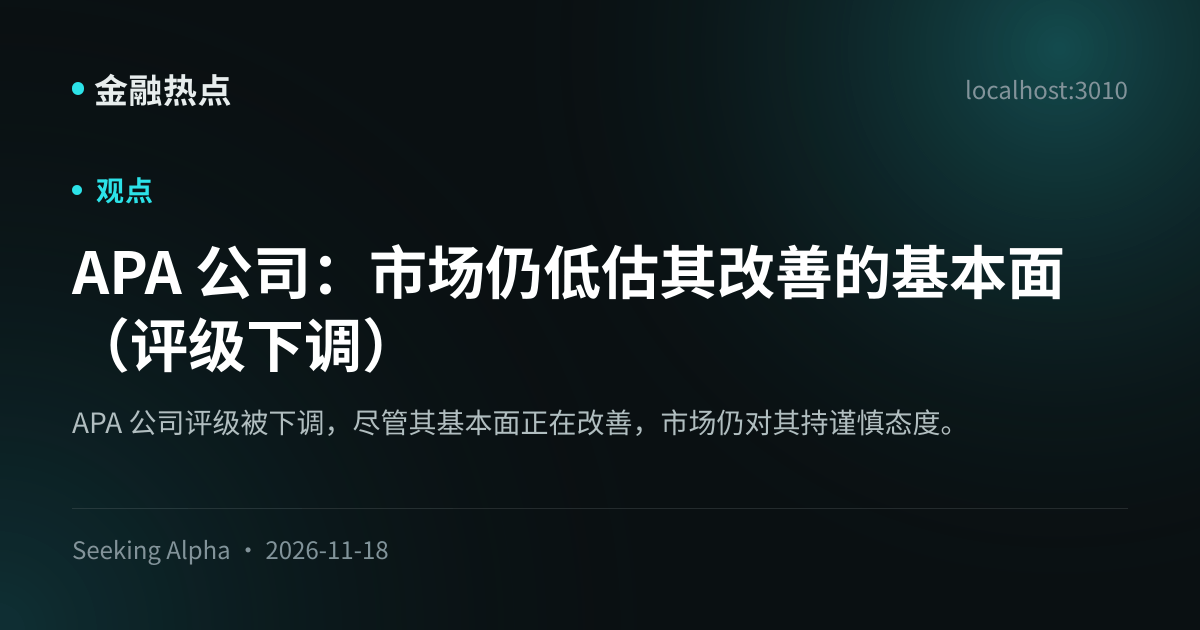 金融热点
localhost:3010
观点
APA 公司：市场仍低估其改善的基本面
（评级下调）
APA 公司评级被下调，尽管其基本面正在改善，市场仍对其持谨慎态度。
Seeking Alpha • 2026-11-18